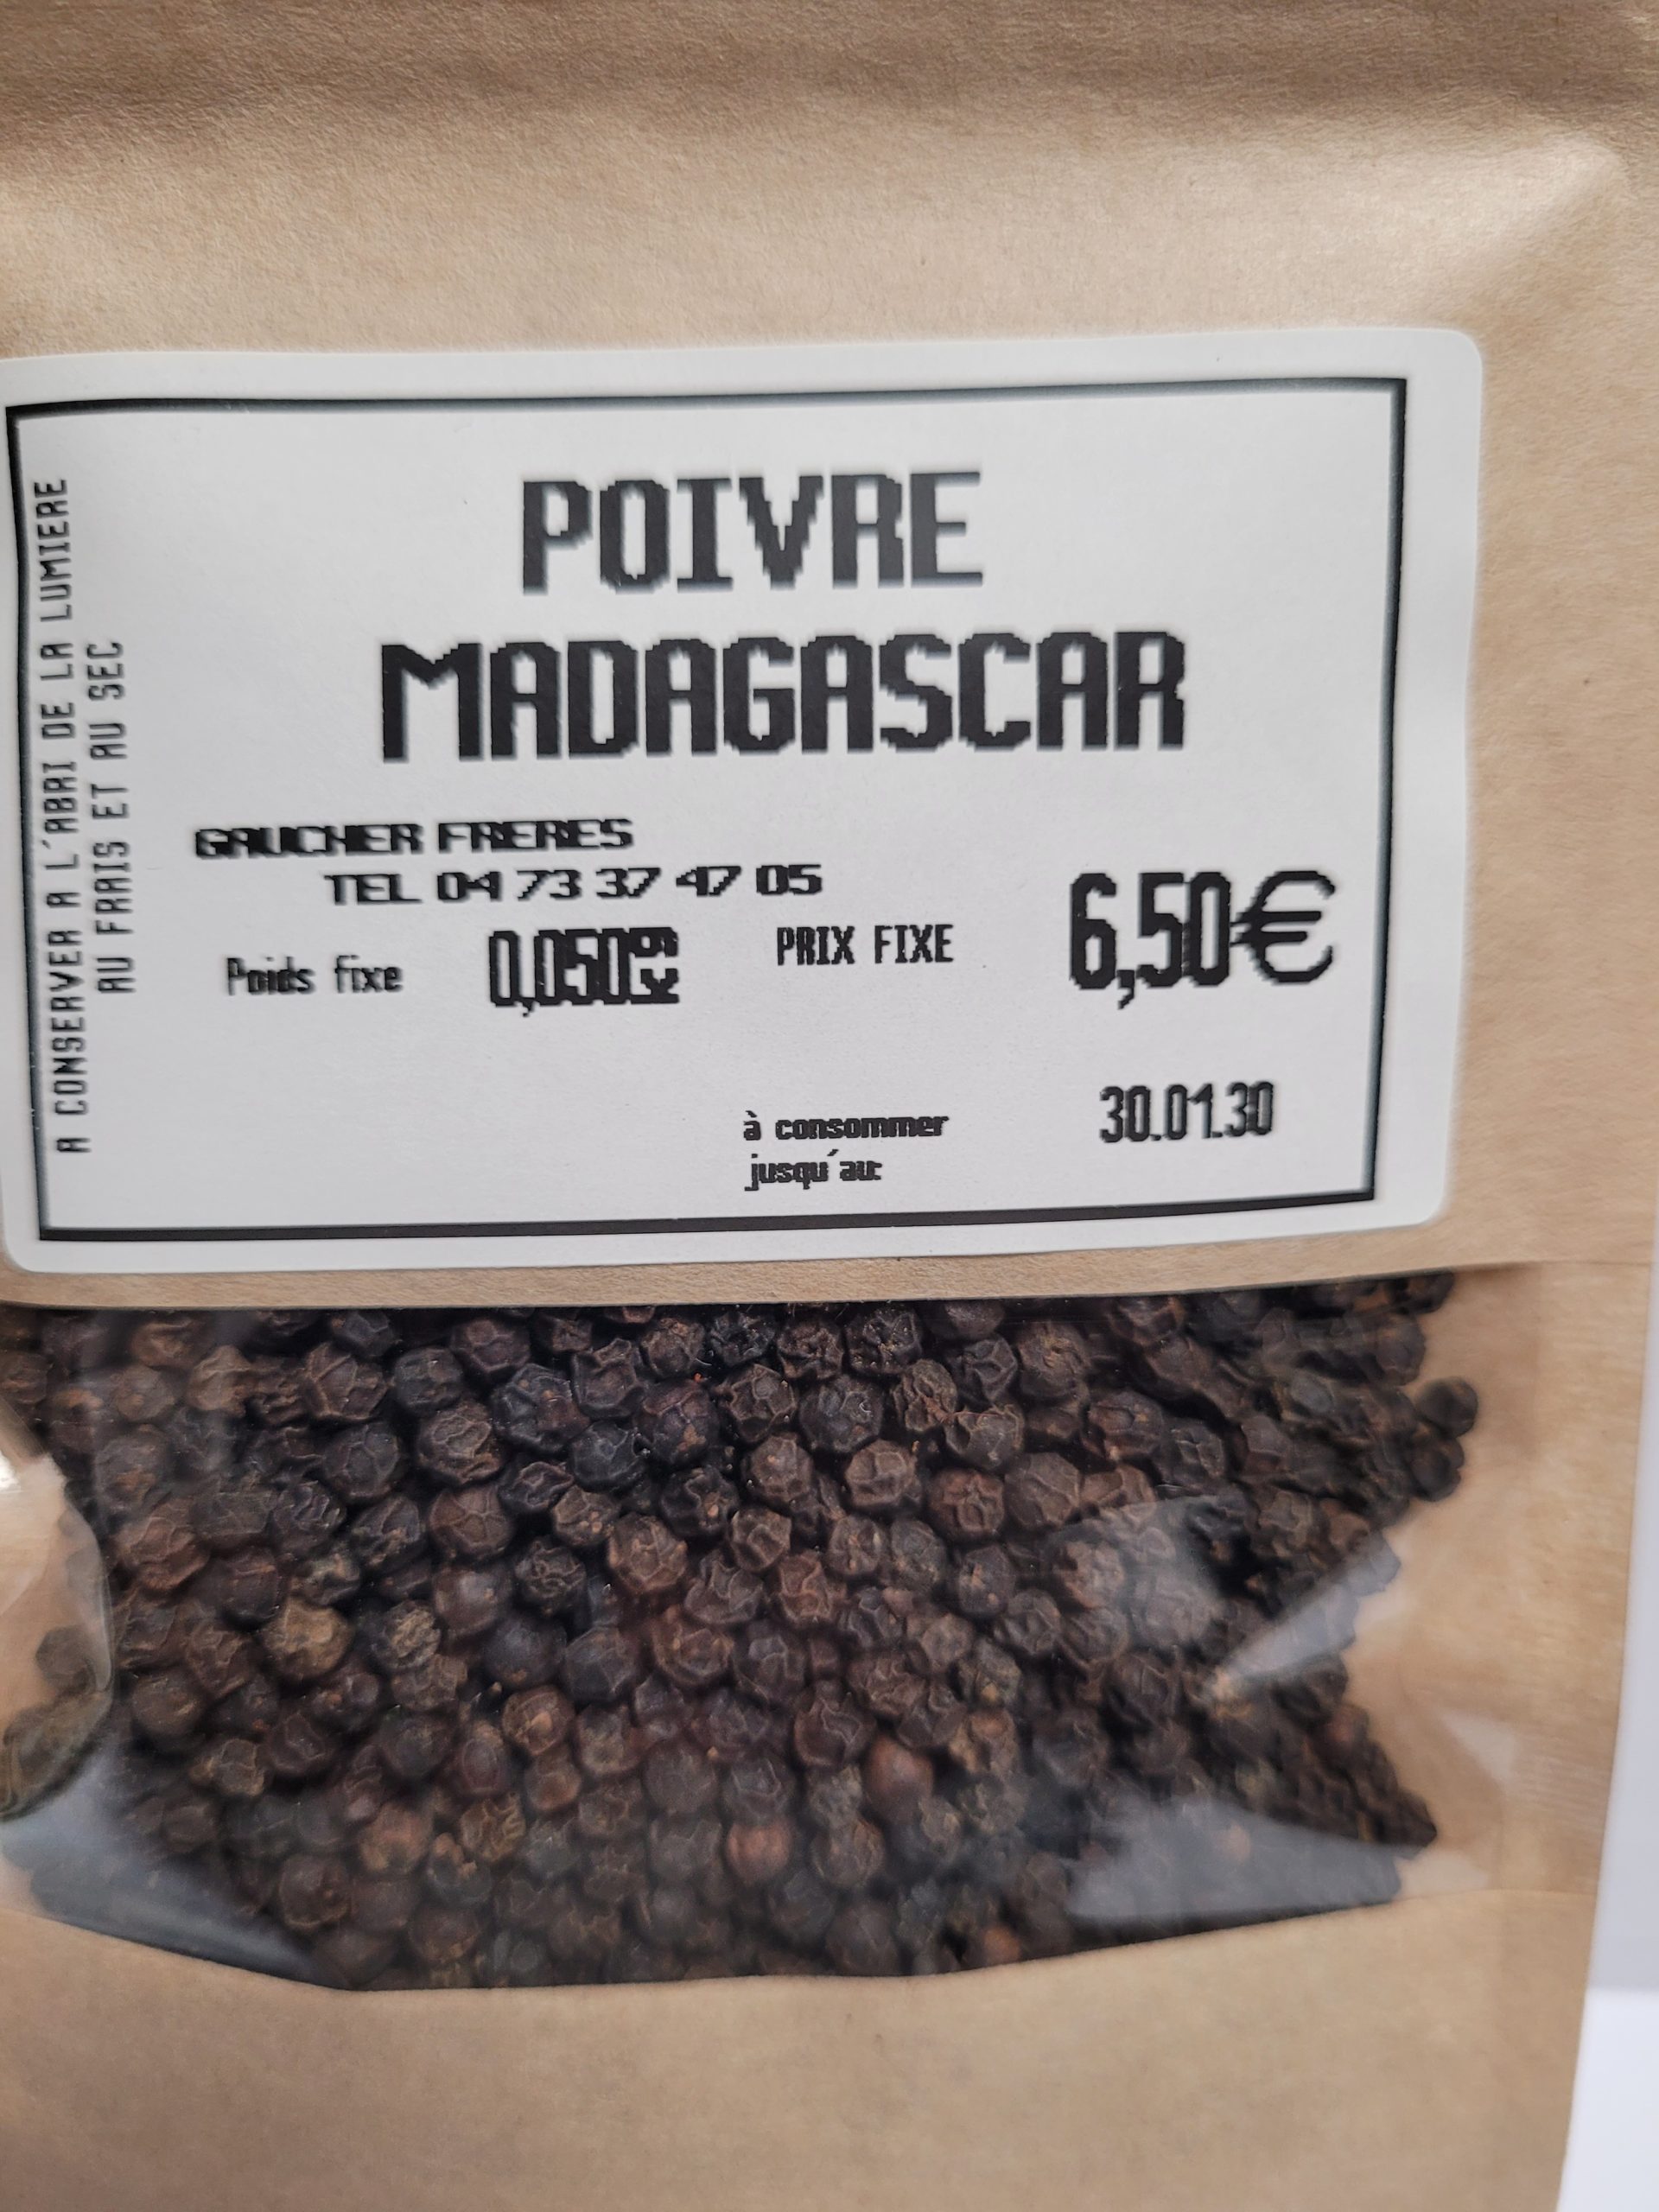 A CONSERVER A L'ABRI DE LA LUMIERE
AU FRAIS ET AU SEC
POIVRE
MADAGASCAR
GAUCHER FRERES
TEL 04 73 37 47 05
Poids fixe 0,050kg PRIX FIXE 6,50€
à consommer 30.01.30
jusqu'au: